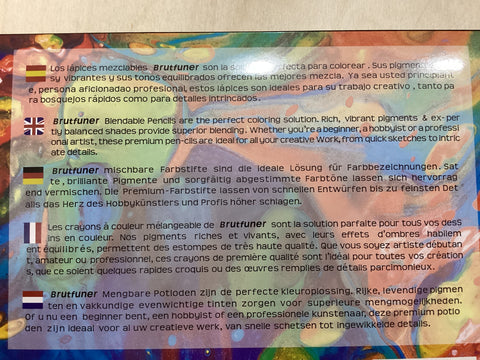 Los lápices mezclables Brutfuner son la solución perfecta para colorear . Sus pigmentos rico
sy vibrantes y sus tonos equilibrados ofrecen las mejores mezcla. Ya sea usted principiant
e, persona aficionadao profesional, estos lápices son ideales para su trabajo creativo , tanto pa
ra bosquejos rápidos como para detalles intrincados.
Brutfuner Blendable Pencils are the perfect coloring solution. Rich, vibrant pigments & ex-per
tly balanced shades provide superior blending. Whether you're a beginner, a hobbyist or a professi
onal artist, these premium pen-cils are ideal for all your creative Work, from quick sketches to intric
ate details.
Brutfuner mischbare Farbstifte sind die ideale Lösung für Farbbezeichnungen. Sat
te , brilliante Pigmente und sorgfältig abgestimmte Farbtöne lassen sich hervorrag
end vermischen. Die Premium-Farbstifte lassen von schnellen Entwürfen bis zu feinsten Det
ails das Herz des Hobbykünstlers und Profis höher schlagen.
Les crayons à couleur mélangeable de Brutfuner sont la solution parfaite pour tous vos dess
ins en couleur. Nos pigments riches et vivants, avec leurs effets d'ombres habilem
ent équilibrés, permettent des estompes de très haute qualité. Que vous soyez artiste débutan
t, amateur ou professionnel, ces crayons de première qualité sont l'idéal pour toutes vos création
s, que ce soient quelques rapides croquis ou des œuvres remplies de détails parcimonieux.
Brutfuner Mengbare Potloden zijn de perfecte kleuroplossing. Rijke, levendige pigmen
ten en vakkundige evenwichtige tinten zorgen voor superieure mengmogelijkheden.
Of u nu een beginner bent, een hobbyist of een professionele kunstenaar, deze premium potlo
den zijn ideaal voor al uw creatieve werk, van snelle schetsen tot ingewikkelde details.